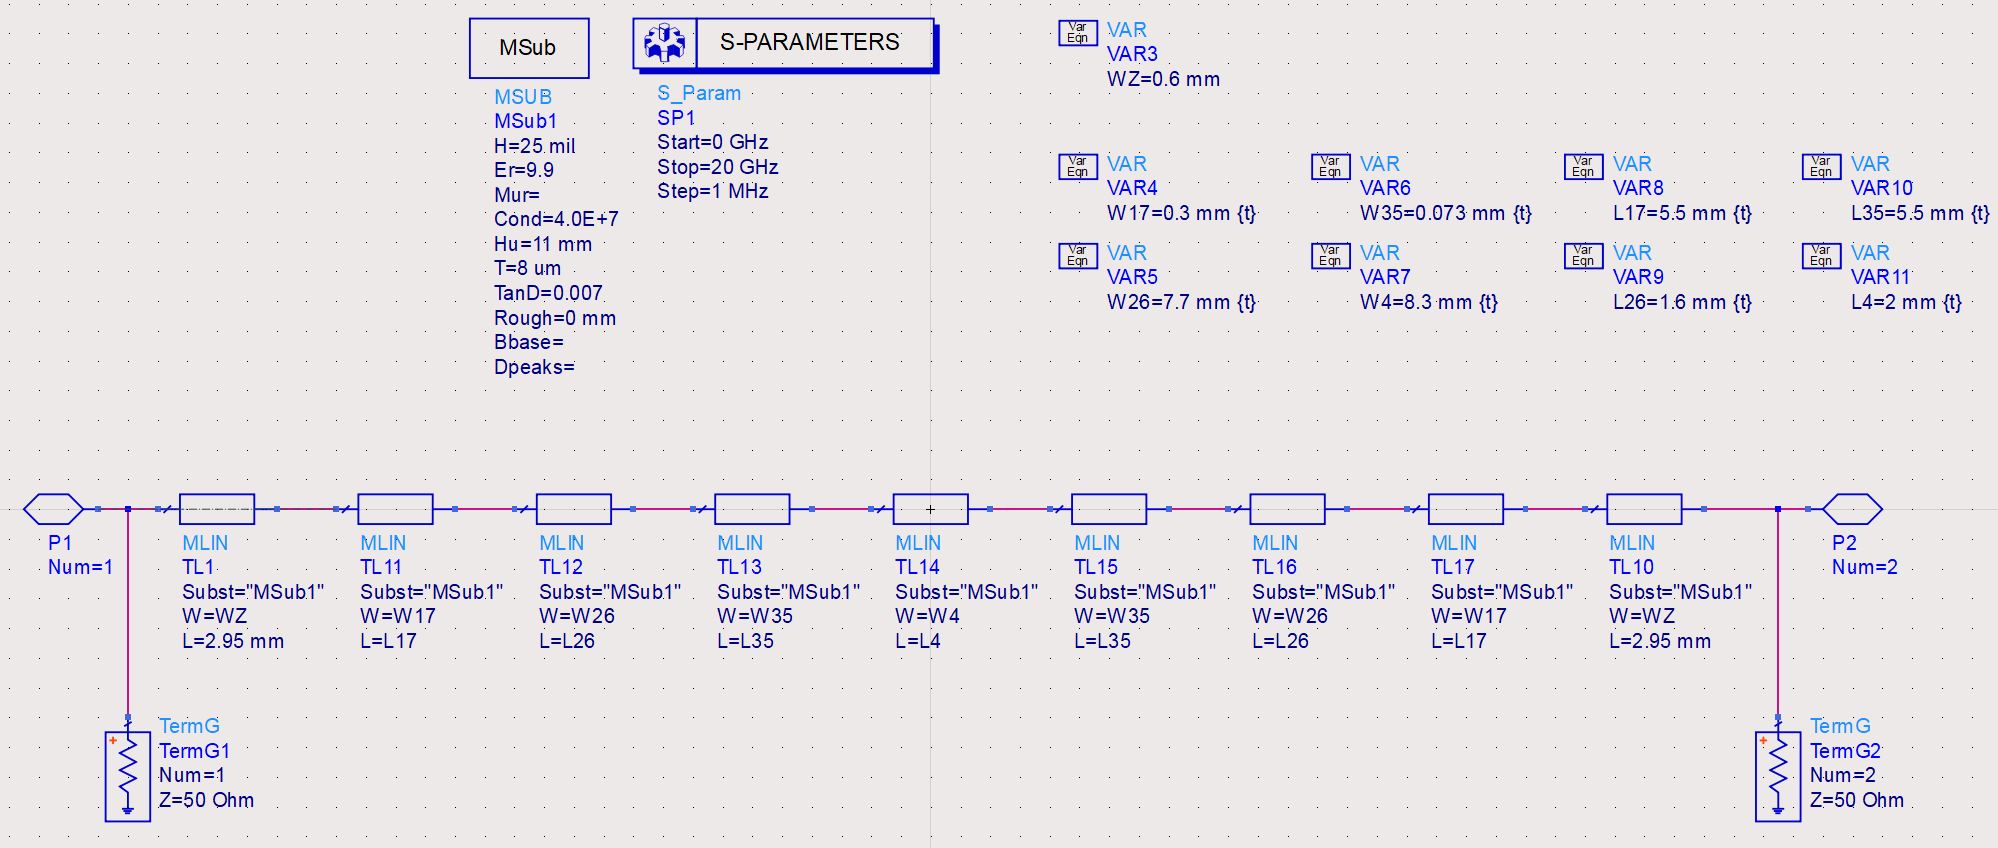 MSub
MSUB
MSub1
H=25 mil
Er=9.9
Mur=
Cond=4.0E+7
Hu=11 mm
T=8 um
TanD=0.007
Rough=0 mm
Bbase=
Dpeaks=
S-PARAMETERS
S_Param
SP1
Start=0 GHz
Stop=20 GHz
Step=1 MHz
Var
Eqn
VAR
VAR3
WZ=0.6 mm
Var
Eqn
VAR
VAR4
W17=0.3 mm {t}
Var
Eqn
VAR
VAR6
W35=0.073 mm {t}
Var
Eqn
VAR
VAR8
L17=5.5 mm {t}
Var
Eqn
VAR
VAR10
L35=5.5 mm {t}
Var
Eqn
VAR
VAR5
W26=7.7 mm {t}
Var
Eqn
VAR
VAR7
W4=8.3 mm {t}
Var
Eqn
VAR
VAR9
L26=1.6 mm {t}
Var
Eqn
VAR
VAR11
L4=2 mm {t}
P1
Num=1
MLIN
TL1
Subst="MSub1"
W=WZ
L=2.95 mm
MLIN
TL11
Subst="MSub1"
W=W17
L=L17
MLIN
TL12
Subst="MSub1"
W=W26
L=L26
MLIN
TL13
Subst="MSub1"
W=W35
L=L35
MLIN
TL14
Subst="MSub1"
W=W4
L=L4
MLIN
TL15
Subst="MSub1"
W=W35
L=L35
MLIN
TL16
Subst="MSub1"
W=W26
L=L26
MLIN
TL17
Subst="MSub1"
W=W17
L=L17
MLIN
TL10
Subst="MSub1"
W=WZ
L=2.95 mm
P2
Num=2
+
TermG
TermG1
Num=1
Z=50 Ohm
+
TermG
TermG2
Num=2
Z=50 Ohm